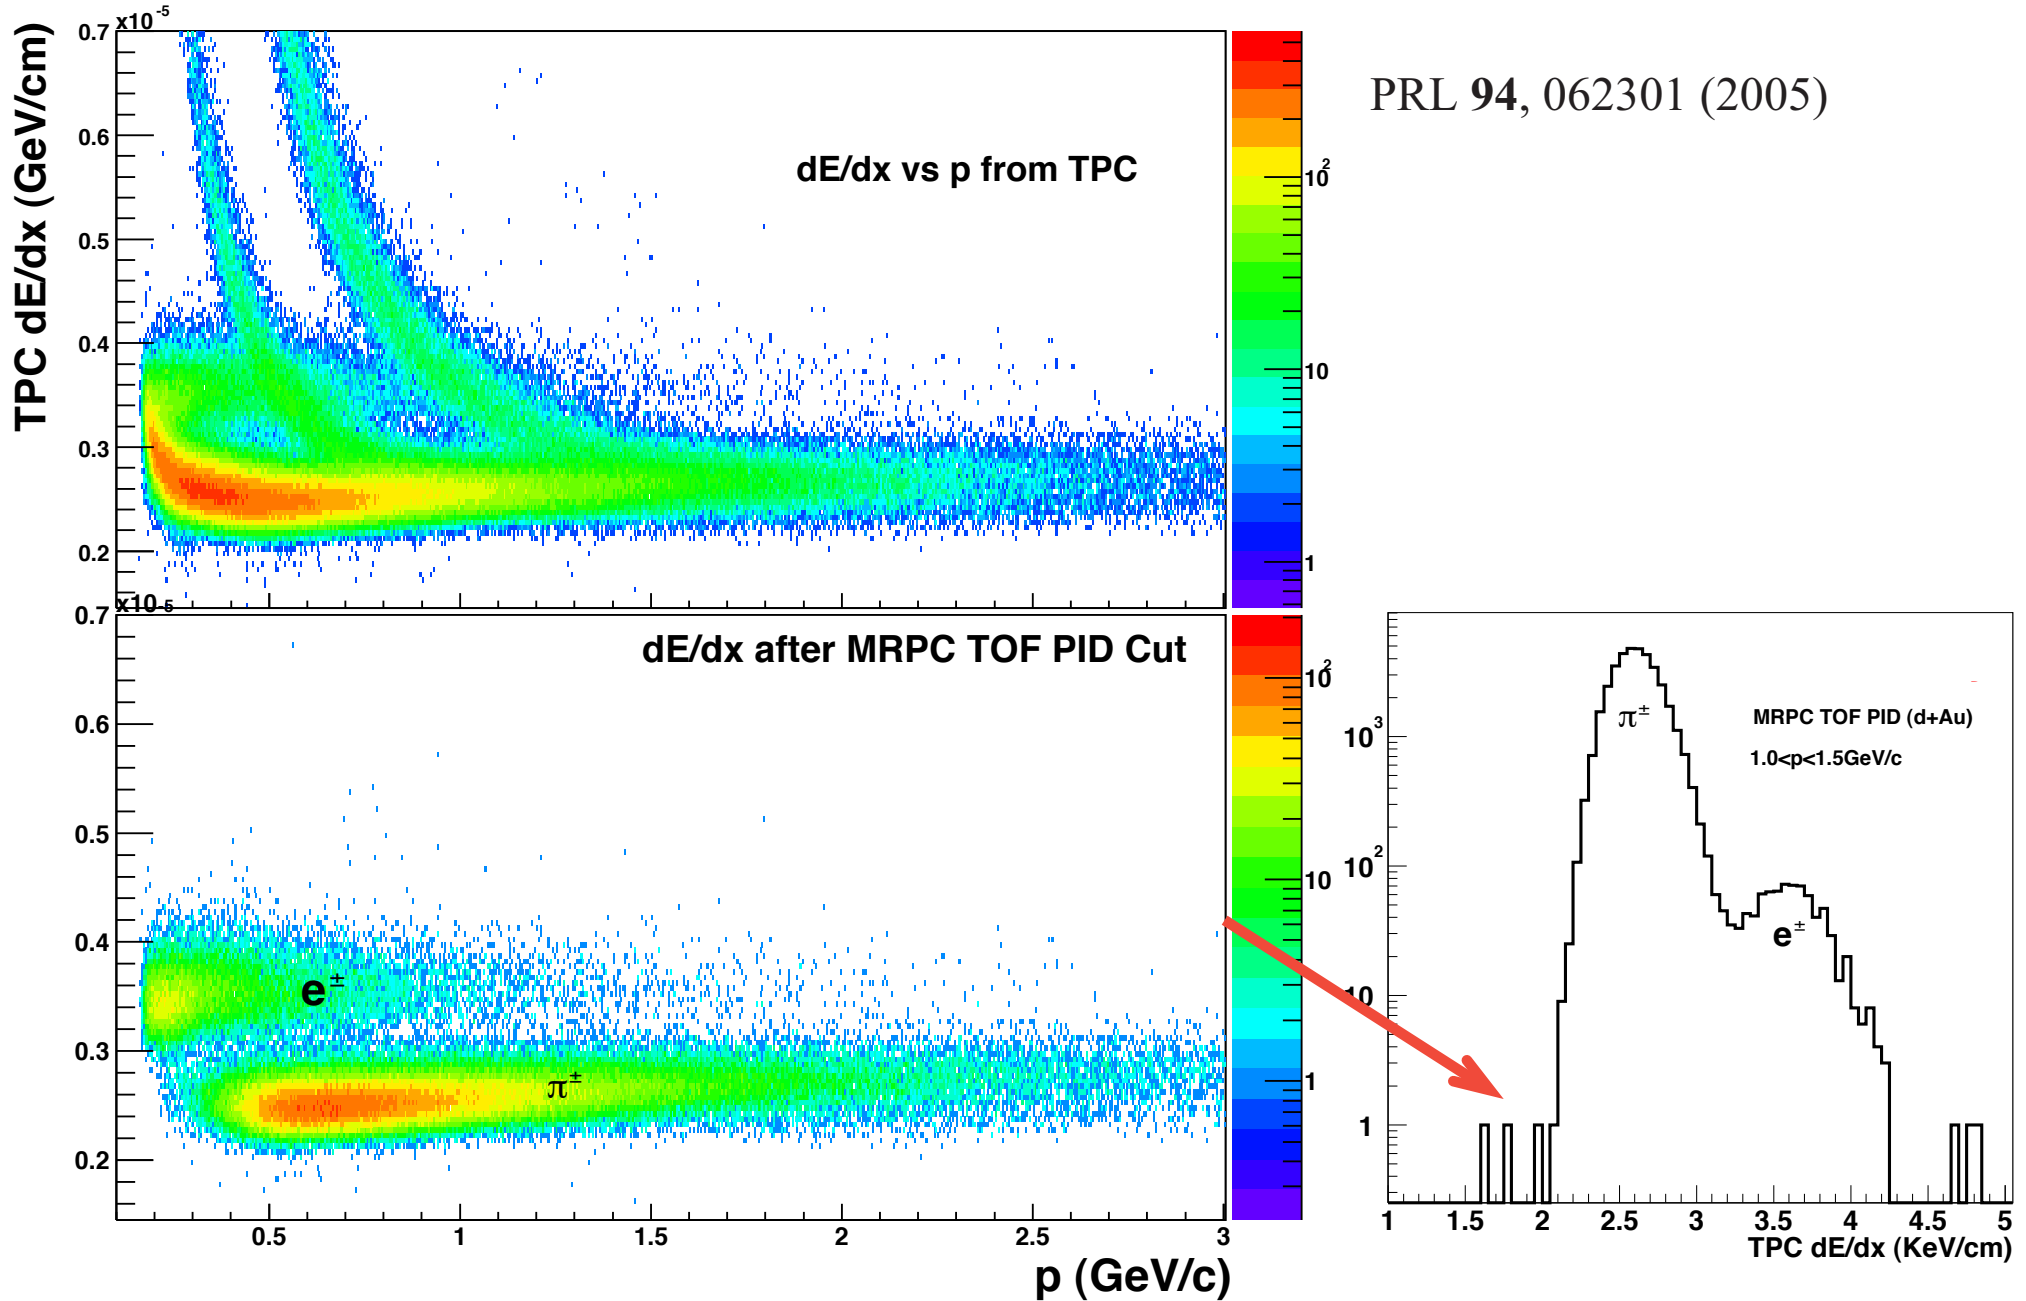 x10⁻⁵
PRL 94, 062301 (2005)
TPC dE/dx (GeV/cm)
dE/dx vs p from TPC
0.7
0.6
0.5
0.4
0.3
0.2
10²
10
1
x10⁻⁵
dE/dx after MRPC TOF PID Cut
0.7
0.6
0.5
0.4
0.3
0.2
e±
π±
10²
10
1
0.5 1 1.5 2 2.5 3
p (GeV/c)
MRPC TOF PID (d+Au)
1.0<p<1.5GeV/c
π±
e±
10³
10²
10
1
1 1.5 2 2.5 3 3.5 4 4.5 5
TPC dE/dx (KeV/cm)